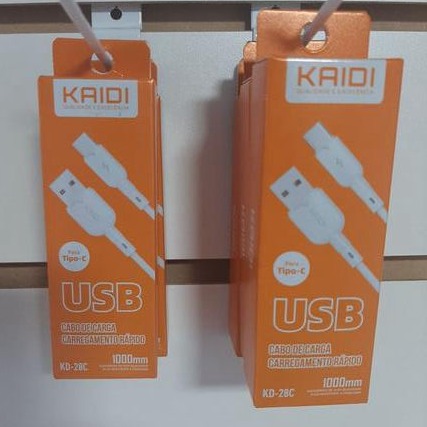 KAIDI
QUALIDADE E EXCELÊNCIA
Para
Tipo-C
USB
CABO DE CARGA
CARREGAMENTO RÁPIDO
1000mm
KD-28C
KAIDI
QUALIDADE E EXCELÊNCIA
Para
Tipo-C
USB
CABO DE CARGA
CARREGAMENTO RÁPIDO
1000mm
KD-28C